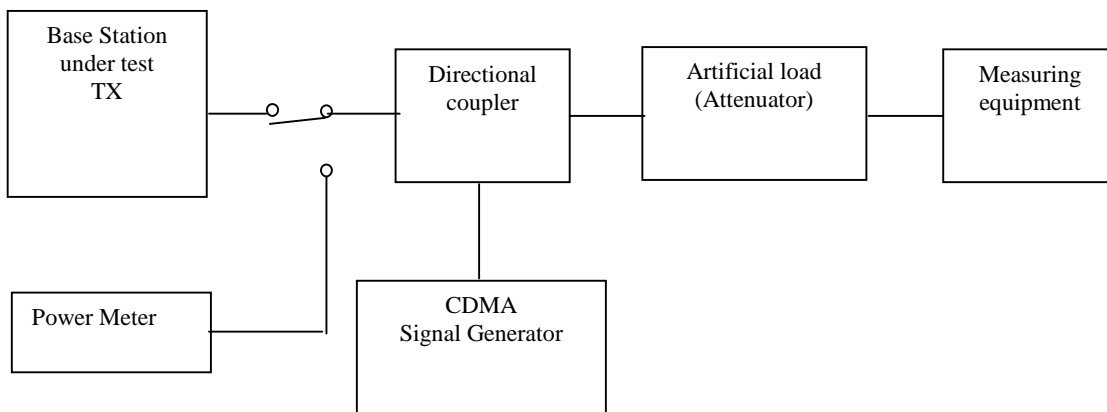 Base Station
under test
TX
Directional
coupler
Artificial load
(Attenuator)
Measuring
equipment
Power Meter
CDMA
Signal Generator